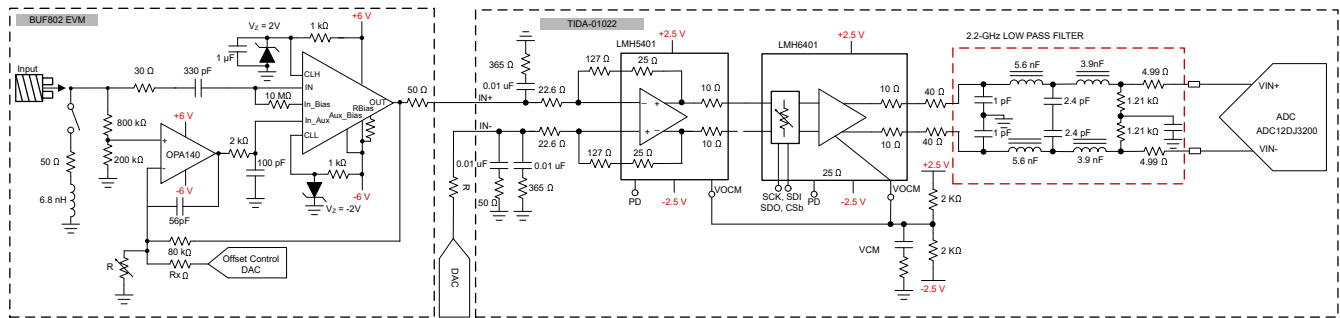 BUF802 EVM
Input
30 Ω
330 pF
1 µF
VZ = 2V
1 kΩ
+6 V
CLH
IN
In_Bias
10 MΩ
In_Aux
CLL
OUT
RBias
Aux_Bias
50 Ω
800 kΩ
200 kΩ
+6 V
OPA140
-6 V
+
-
56pF
2 kΩ
100 pF
1 kΩ
-6 V
VZ = -2V
50 Ω
6.8 nH
80 kΩ
Rx Ω
R
Offset Control
DAC
R
DAC
TIDA-01022
IN+
IN-
365 Ω
0.01 uF
22.6 Ω
22.6 Ω
0.01 uF
0.01 uF
50 Ω
365 Ω
LMH5401
+2.5 V
127 Ω
25 Ω
127 Ω
25 Ω
10 Ω
10 Ω
PD
-2.5 V
VOCM
LMH6401
+2.5 V
10 Ω
10 Ω
SCK, SDI
SDO, CSb
PD
25 Ω
-2.5 V
VOCM
40 Ω
40 Ω
+2.5 V
2 KΩ
2 KΩ
-2.5 V
VCM
2.2-GHz LOW PASS FILTER
5.6 nF
3.9nF
1 pF
1 pF
2.4 pF
2.4 pF
5.6 nF
3.9 nF
1.21 kΩ
1.21 kΩ
4.99 Ω
4.99 Ω
VIN+
VIN-
ADC
ADC12DJ3200